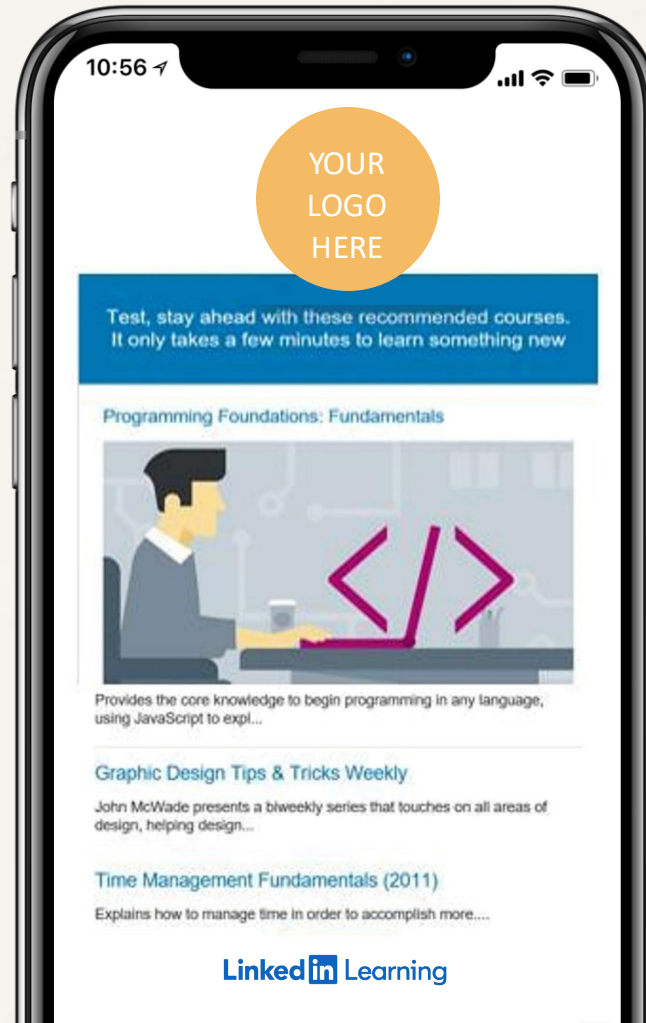 10:56
YOUR
LOGO
HERE
Test, stay ahead with these recommended courses.
It only takes a few minutes to learn something new
Programming Foundations: Fundamentals
</>
Provides the core knowledge to begin programming in any language,
using JavaScript to expl...
Graphic Design Tips & Tricks Weekly
John McWade presents a biweekly series that touches on all areas of
design, helping design...
Time Management Fundamentals (2011)
Explains how to manage time in order to accomplish more....
Linked in Learning